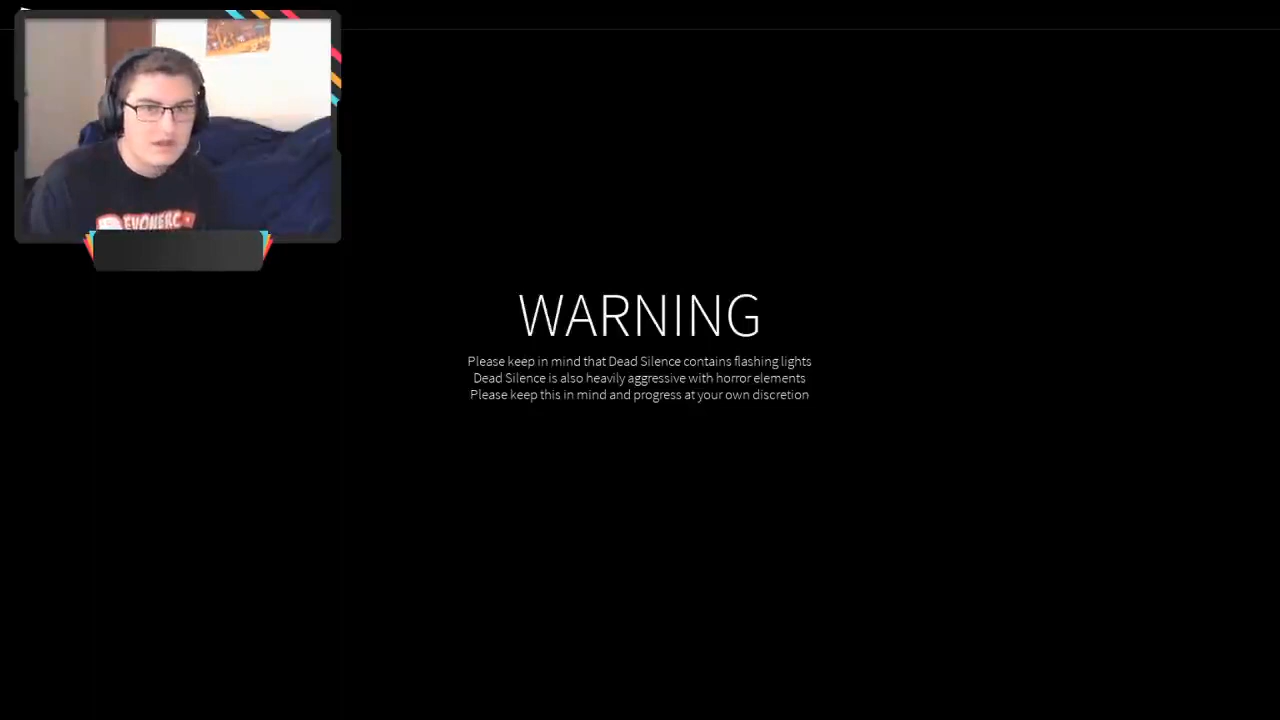 WARNING
Please keep in mind that Dead Silence contains flashing lights
Dead Silence is also heavily aggressive with horror elements
Please keep this in mind and progress at your own discretion